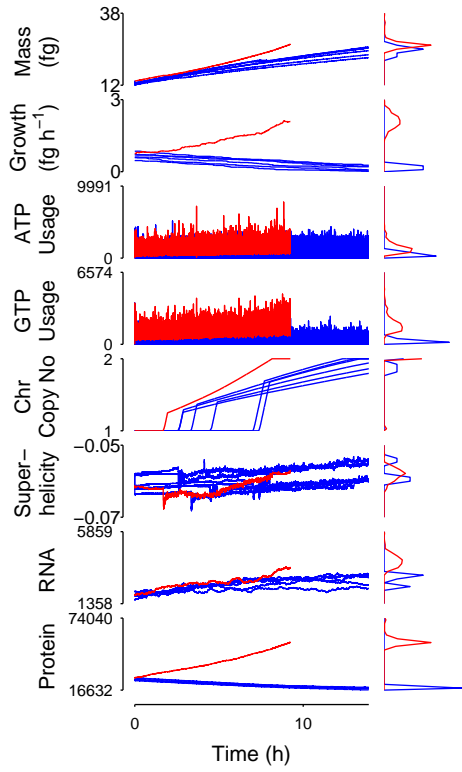 38
Mass
(fg)
12
3
Growth
(fg h⁻¹)
0
9991
ATP
Usage
0
6574
GTP
Usage
0
2
Chr
Copy No
1
−0.05
Super−
helicity
−0.07
5859
RNA
1358
74040
Protein
16632
0 10
Time (h)